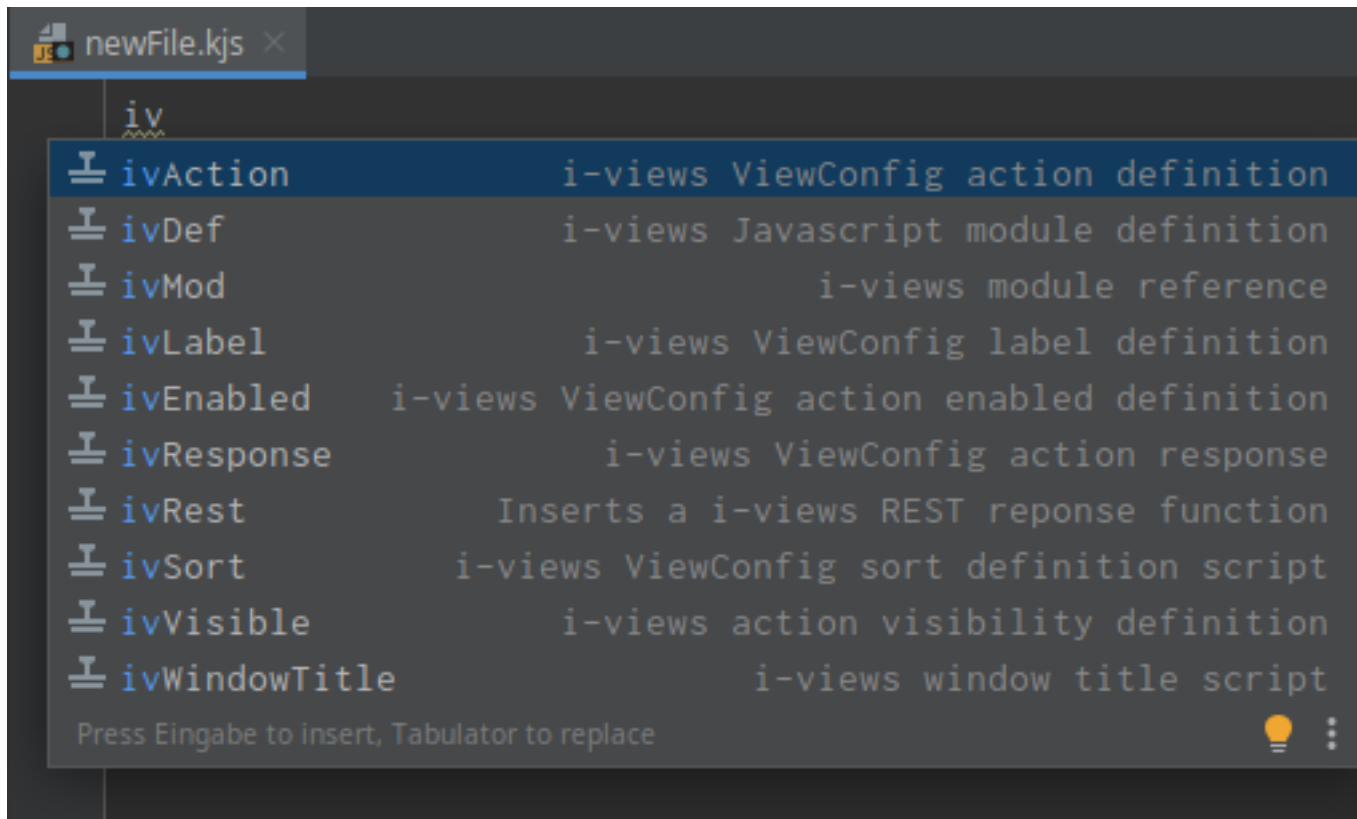 JS newFile.kjs
iv
ivAction i-views ViewConfig action definition
ivDef i-views Javascript module definition
ivMod i-views module reference
ivLabel i-views ViewConfig label definition
ivEnabled i-views ViewConfig action enabled definition
ivResponse i-views ViewConfig action response
ivRest Inserts a i-views REST reponse function
ivSort i-views ViewConfig sort definition script
ivVisible i-views action visibility definition
ivWindowTitle i-views window title script
Press Eingabe to insert, Tabulator to replace